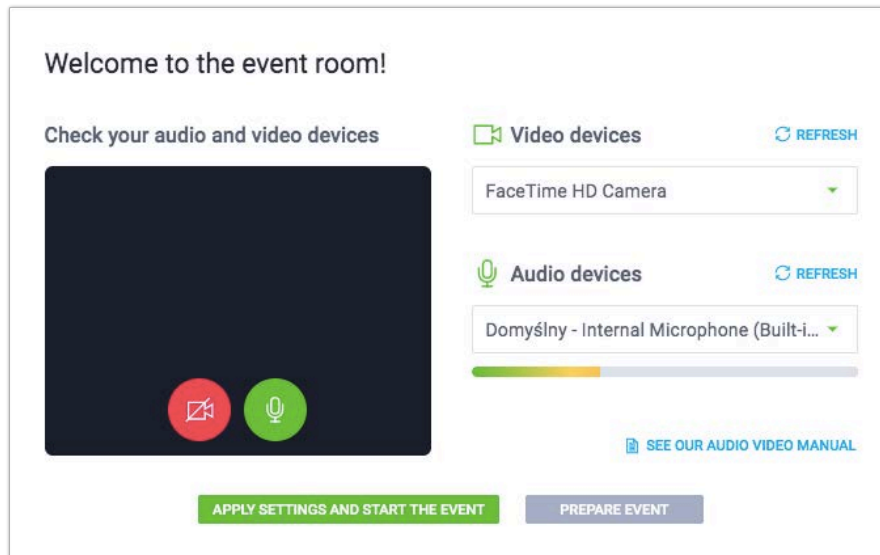 Welcome to the event room!
Check your audio and video devices
Video devices
REFRESH
FaceTime HD Camera
Audio devices
REFRESH
Domyślny - Internal Microphone (Built-i...
SEE OUR AUDIO VIDEO MANUAL
APPLY SETTINGS AND START THE EVENT
PREPARE EVENT